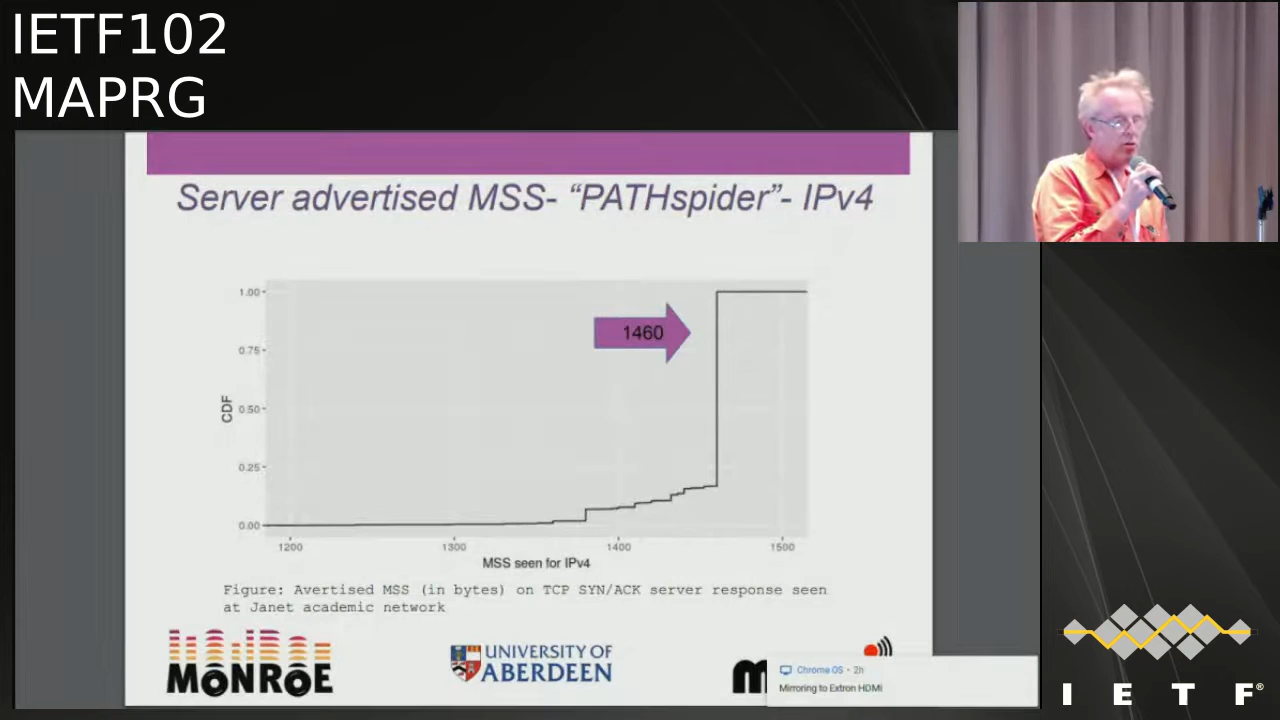 IETF102
MAPRG
Server advertised MSS- “PATHspider”- IPv4
1.00
0.75
0.50
0.25
0.00
CDF
1460
1200
1300
1400
1500
MSS seen for IPv4
Figure: Avertised MSS (in bytes) on TCP SYN/ACK server response seen
at Janet academic network
MONROE
UNIVERSITY OF
ABERDEEN
m
Chrome OS • 2h
Mirroring to Extron HDMI
I E T F®